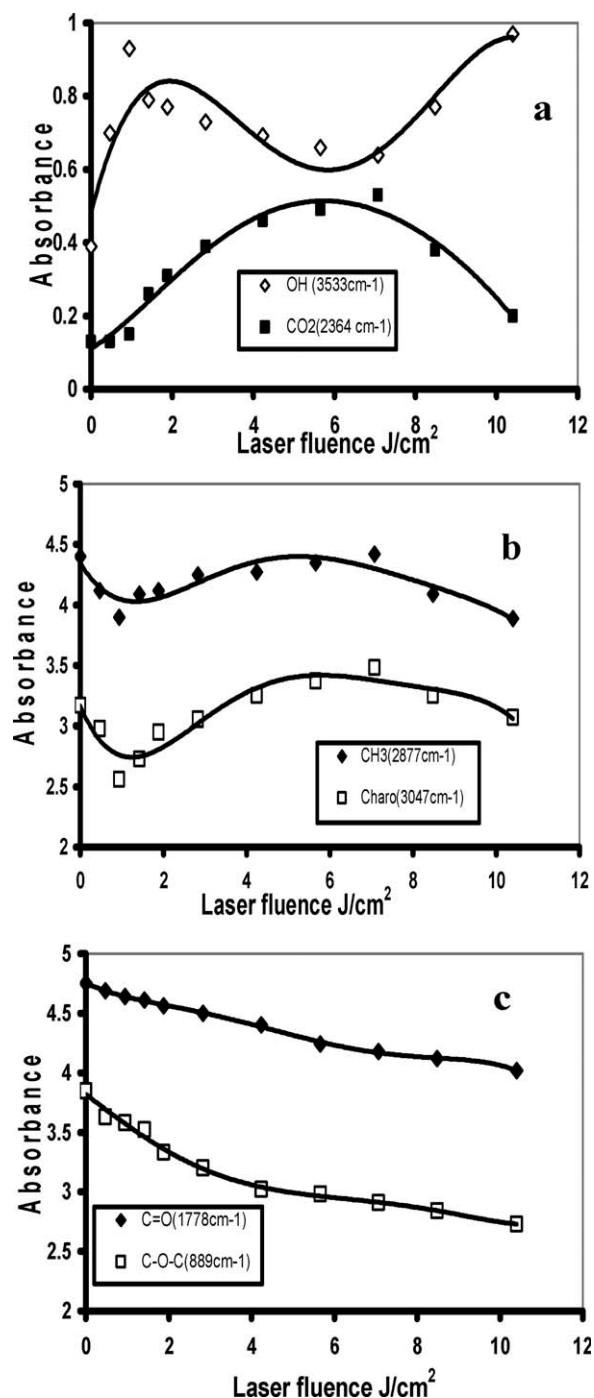 1
0.8
0.6
0.4
0.2
0
Absorbance
a
OH (3533cm-1)
CO2(2364 cm-1)
0 2 4 6 8 10 12
Laser fluence J/cm²
5
4.5
4
3.5
3
2.5
2
Absorbance
b
CH3(2877cm-1)
Charo(3047cm-1)
0 2 4 6 8 10 12
Laser fluence J/cm²
5
4.5
4
3.5
3
2.5
2
Absorbance
c
C=O(1778cm-1)
C-O-C(889cm-1)
0 2 4 6 8 10 12
Laser fluence J/cm²